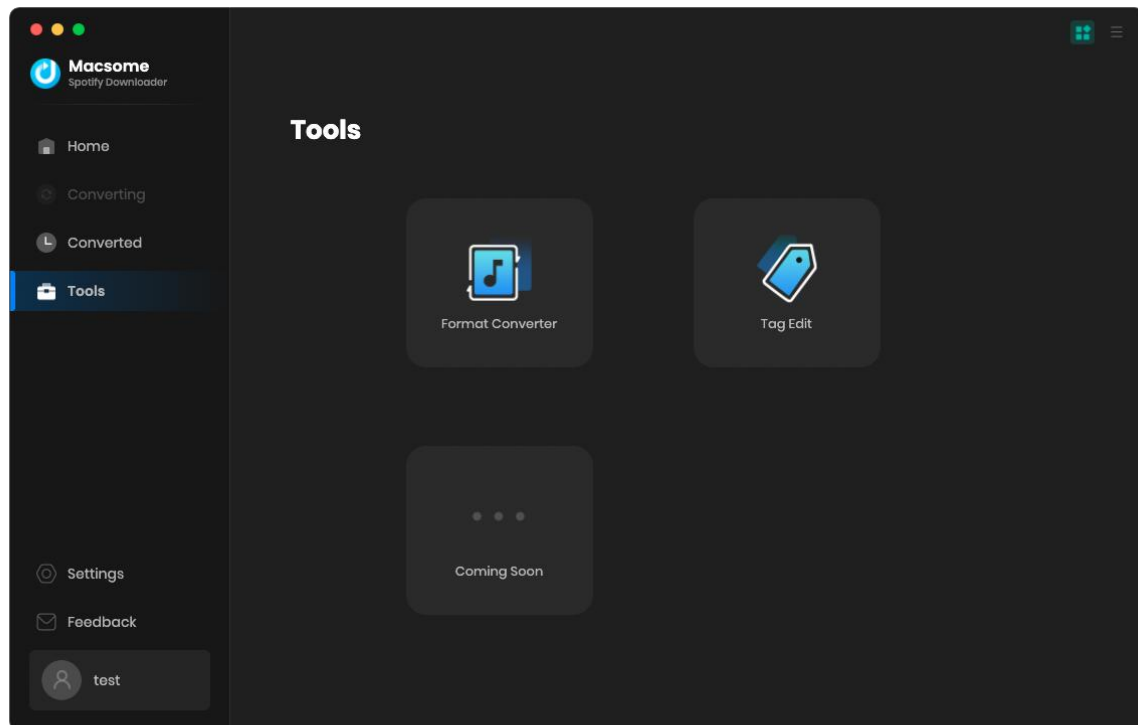 Macsome
Spotify Downloader
Home
Converting
Converted
Tools
Settings
Feedback
test
Tools
Format Converter
Tag Edit
Coming Soon